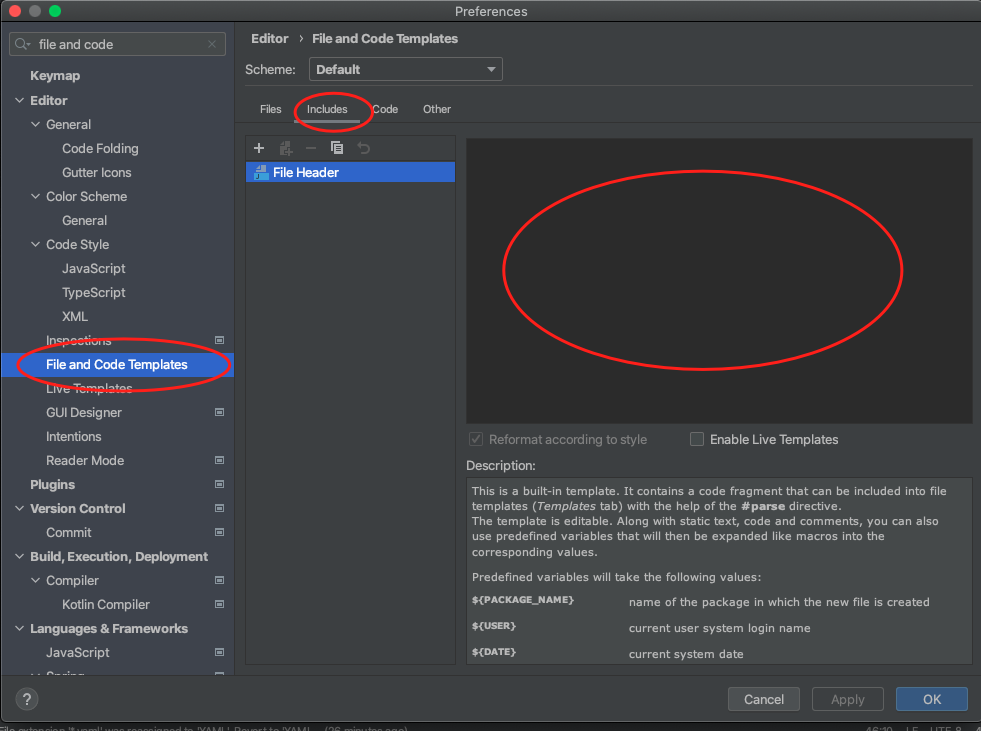 Preferences
file and code
Keymap
Editor
General
Code Folding
Gutter Icons
Color Scheme
General
Code Style
JavaScript
TypeScript
XML
Inspections
File and Code Templates
Live Templates
GUI Designer
Intentions
Reader Mode
Plugins
Version Control
Commit
Build, Execution, Deployment
Compiler
Kotlin Compiler
Languages & Frameworks
JavaScript
Spring
Editor › File and Code Templates
Scheme: Default
Files Includes Code Other
File Header
Reformat according to style Enable Live Templates
Description:
This is a built-in template. It contains a code fragment that can be included into file
templates (Templates tab) with the help of the #parse directive.
The template is editable. Along with static text, code and comments, you can also
use predefined variables that will then be expanded like macros into the
corresponding values.
Predefined variables will take the following values:
${PACKAGE_NAME} name of the package in which the new file is created
${USER} current user system login name
${DATE} current system date
? Cancel Apply OK